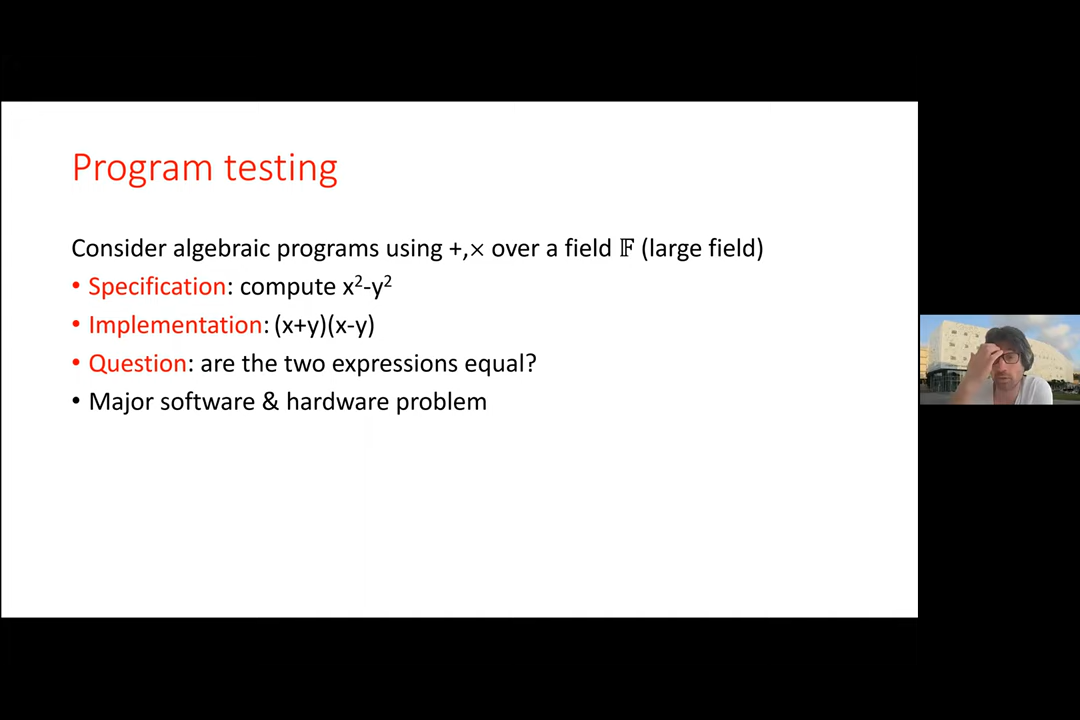 Program testing
Consider algebraic programs using +,× over a field 𝔽 (large field)
• Specification: compute x²-y²
• Implementation: (x+y)(x-y)
• Question: are the two expressions equal?
• Major software & hardware problem